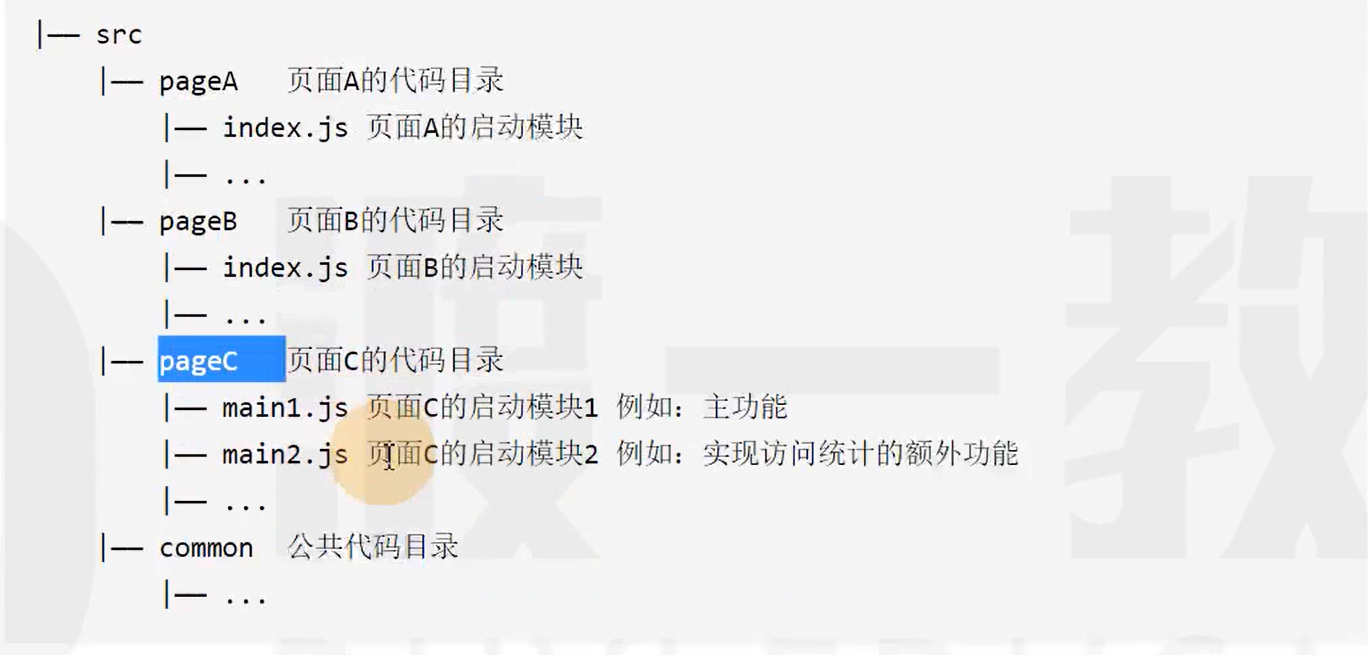 |── src
|── pageA 页面A的代码目录
|── index.js 页面A的启动模块
|── ...
|── pageB 页面B的代码目录
|── index.js 页面B的启动模块
|── ...
|── pageC 页面C的代码目录
|── main1.js 页面C的启动模块1 例如：主功能
|── main2.js 页面C的启动模块2 例如：实现访问统计的额外功能
|── ...
|── common 公共代码目录
|── ...
渡一教